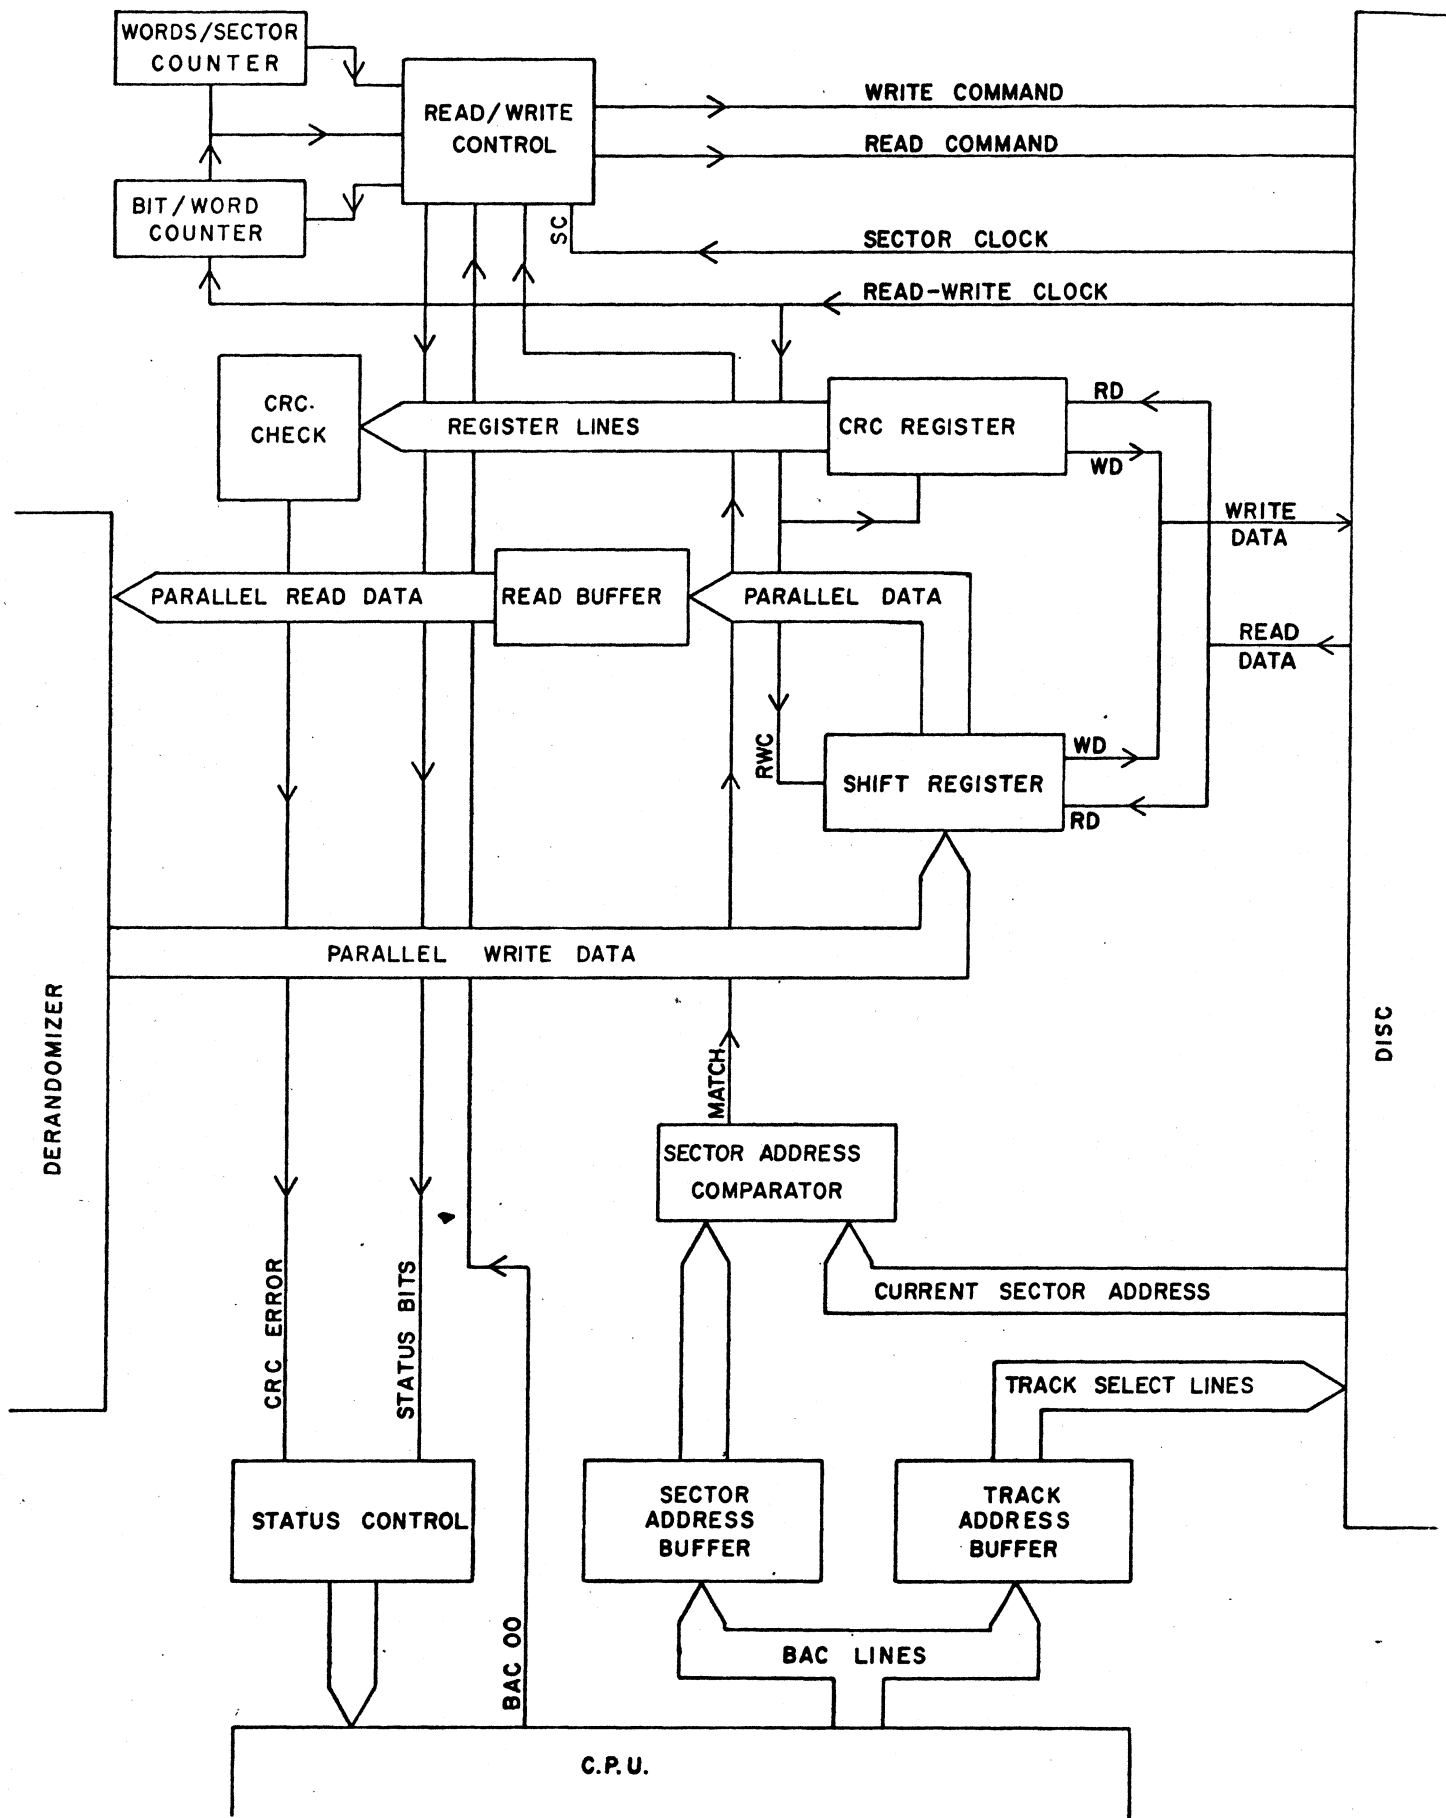 WORDS/SECTOR
COUNTER
READ/WRITE
CONTROL
WRITE COMMAND
READ COMMAND
BIT/WORD
COUNTER
SC
SECTOR CLOCK
READ-WRITE CLOCK
CRC.
CHECK
REGISTER LINES
CRC REGISTER
RD
WD
WRITE
DATA
PARALLEL READ DATA
READ BUFFER
PARALLEL DATA
READ
DATA
RWC
SHIFT REGISTER
WD
RD
PARALLEL WRITE DATA
DERANDOMIZER
DISC
MATCH
SECTOR ADDRESS
COMPARATOR
CURRENT SECTOR ADDRESS
CRC ERROR
STATUS BITS
TRACK SELECT LINES
STATUS CONTROL
SECTOR
ADDRESS
BUFFER
TRACK
ADDRESS
BUFFER
BAC 00
BAC LINES
C.P.U.